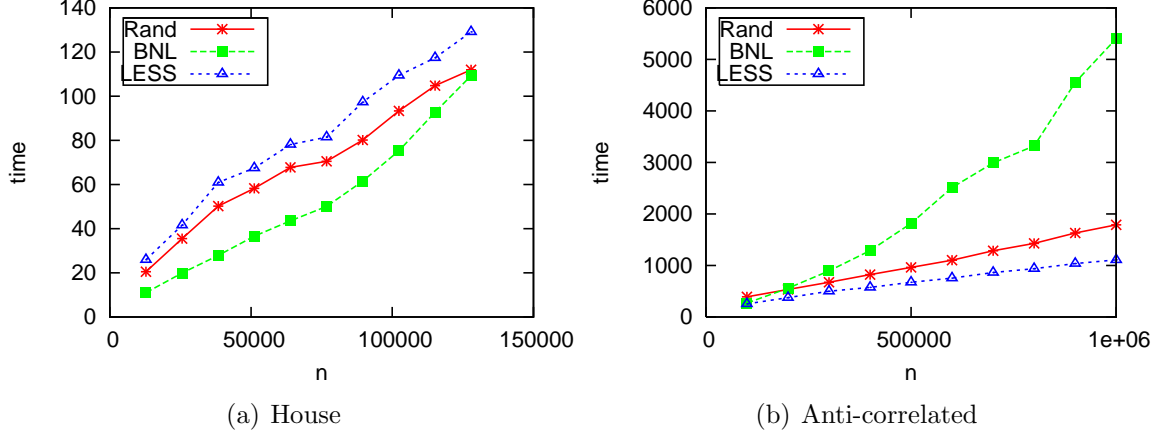 140
120
100
80
60
40
20
0
time
Rand
BNL
LESS
0 50000 100000 150000
n
(a) House
6000
5000
4000
3000
2000
1000
0
time
Rand
BNL
LESS
0 500000 1e+06
n
(b) Anti-correlated